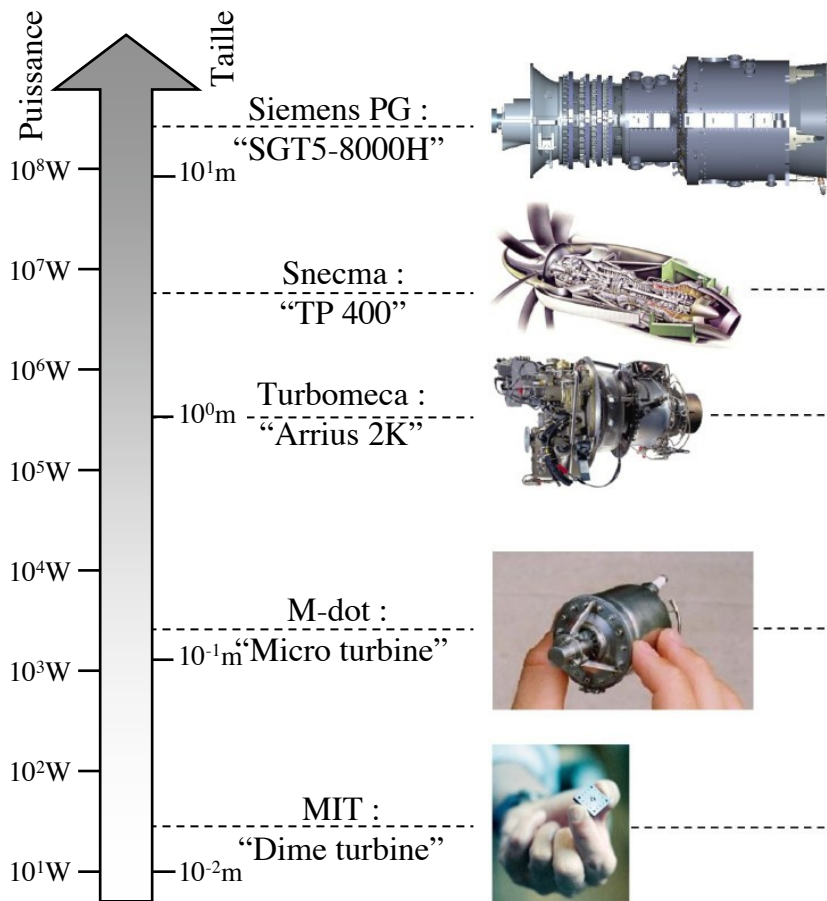 Puissance
Taille
Siemens PG :
“SGT5-8000H”
10⁸W
10¹m
10⁷W
Snecma :
“TP 400”
10⁶W
Turbomeca :
10⁰m
“Arrius 2K”
10⁵W
10⁴W
M-dot :
10⁻¹m
“Micro turbine”
10³W
10²W
MIT :
“Dime turbine”
10¹W
10⁻²m